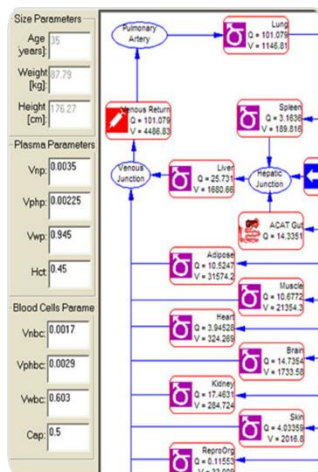 Size Parameters
Age
[years]:
35
Weight
[kg]:
87.79
Height
[cm]:
176.27
Plasma Parameters
Vnp:
0.0035
Vphp:
0.00225
Vwp:
0.945
Hct:
0.45
Blood Cells Parame
Vnbc:
0.0017
Vphbc:
0.0029
Vwbc:
0.603
Cap:
0.5
Pulmonary
Artery
Lung
Q = 101.079
V = 1146.81
Venous Return
Q = 101.079
V = 4486.83
Spleen
Q = 3.1636
V = 189.816
Venous
Junction
Liver
Q = 25.731
V = 1680.66
Hepatic
Junction
ACAT Gut
Q = 14.3351
Adipose
Q = 10.5247
V = 31574.2
Muscle
Q = 10.6772
V = 21354.3
Heart
Q = 3.94528
V = 324.269
Brain
Q = 14.7354
V = 1733.58
Kidney
Q = 17.4631
V = 284.724
Skin
Q = 4.03359
V = 2016.8
ReproOrg
Q = 0.11553